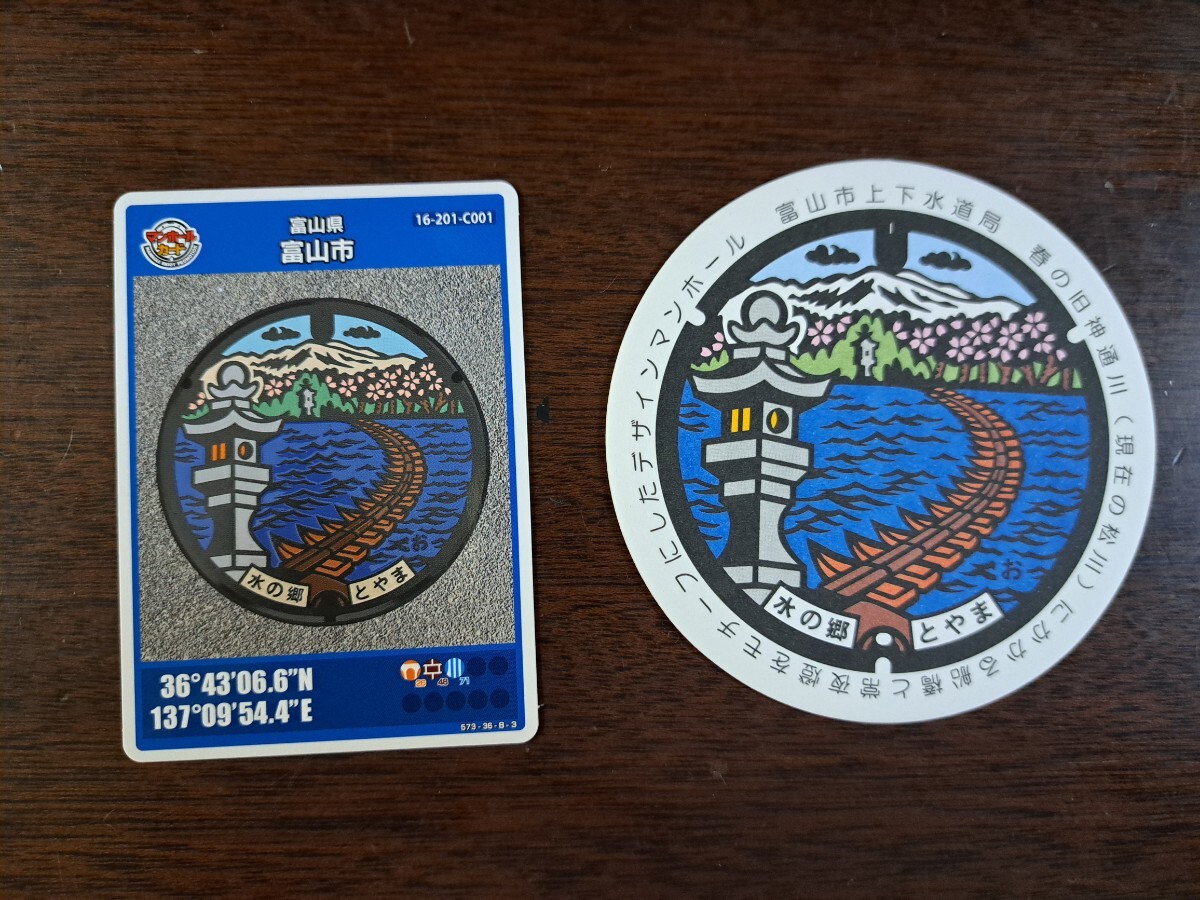 マンホール
カード
富山県
富山市
16-201-C001
お
水の郷
とやま
36°43'06.6"N
137°09'54.4"E
48
71
573-36-B-3
富山市上下水道局 春の旧神通川(現在の松川)にかかる船橋と常夜燈をモチーフにしたデザインマンホール
お
水の郷
とやま